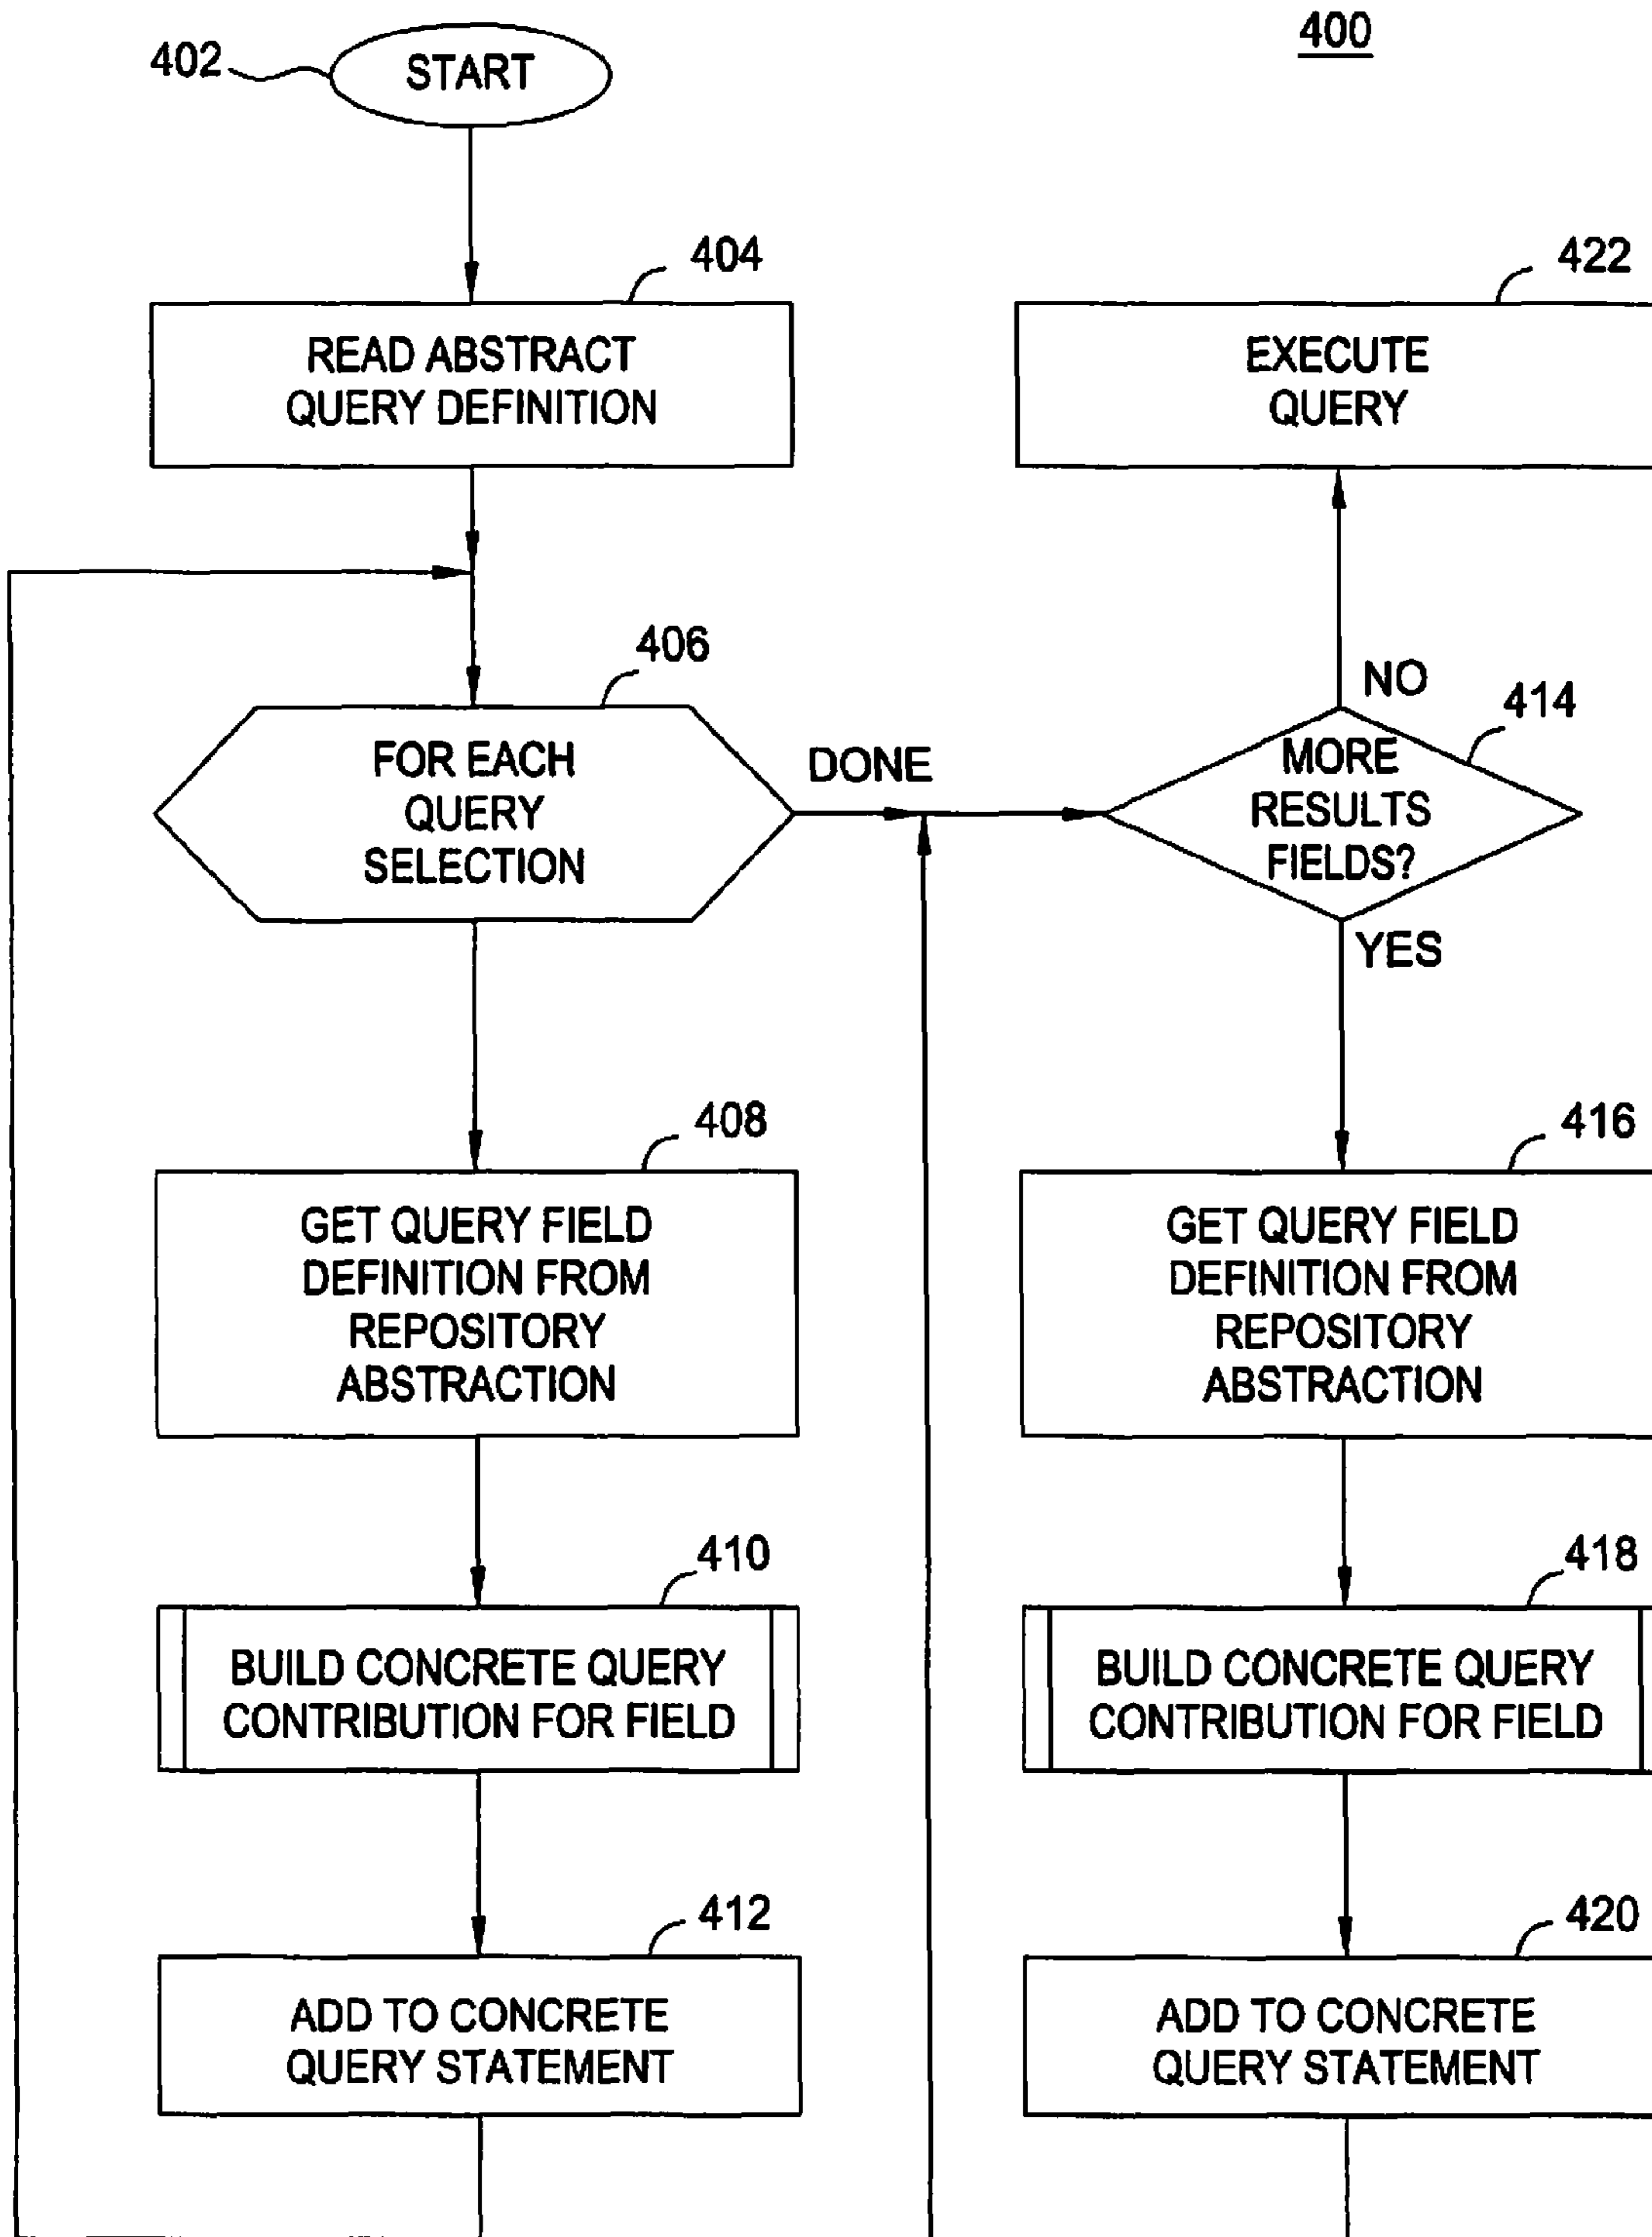 400
402
START
404
READ ABSTRACT
QUERY DEFINITION
406
FOR EACH
QUERY
SELECTION
DONE
408
GET QUERY FIELD
DEFINITION FROM
REPOSITORY
ABSTRACTION
410
BUILD CONCRETE QUERY
CONTRIBUTION FOR FIELD
412
ADD TO CONCRETE
QUERY STATEMENT
422
EXECUTE
QUERY
NO
414
MORE
RESULTS
FIELDS?
YES
416
GET QUERY FIELD
DEFINITION FROM
REPOSITORY
ABSTRACTION
418
BUILD CONCRETE QUERY
CONTRIBUTION FOR FIELD
420
ADD TO CONCRETE
QUERY STATEMENT